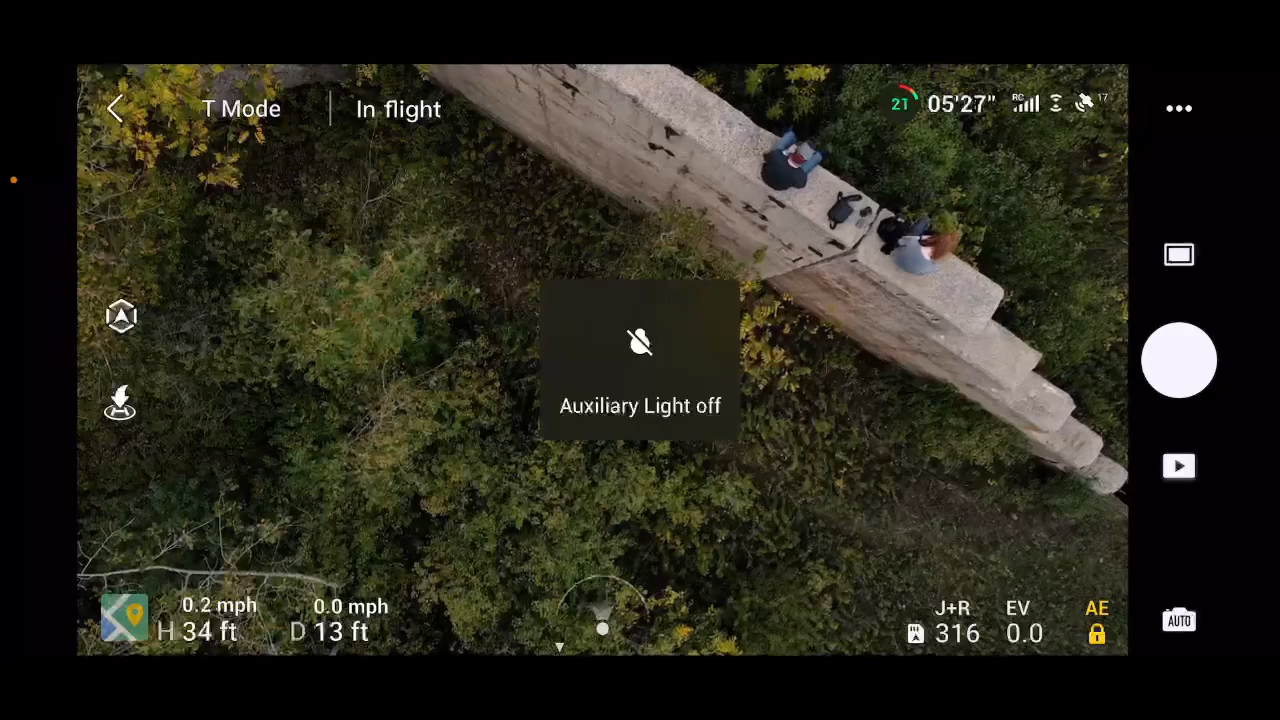 T Mode
In flight
21
05'27"
RC
17
Auxiliary Light off
0.2 mph
0.0 mph
H 34 ft
D 13 ft
J+R
316
EV
0.0
AE
AUTO